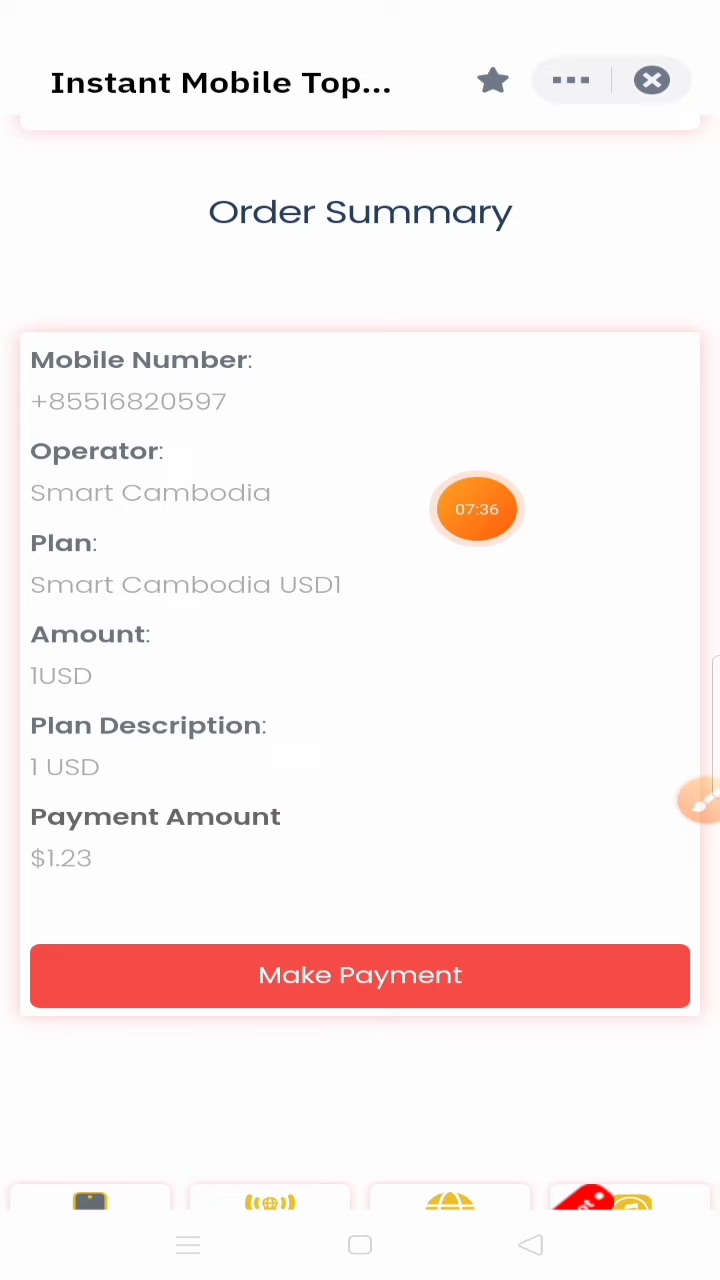 Instant Mobile Top...
Order Summary
Mobile Number:
+85516820597
Operator:
Smart Cambodia
07:36
Plan:
Smart Cambodia USD1
Amount:
1USD
Plan Description:
1 USD
Payment Amount
$1.23
Make Payment